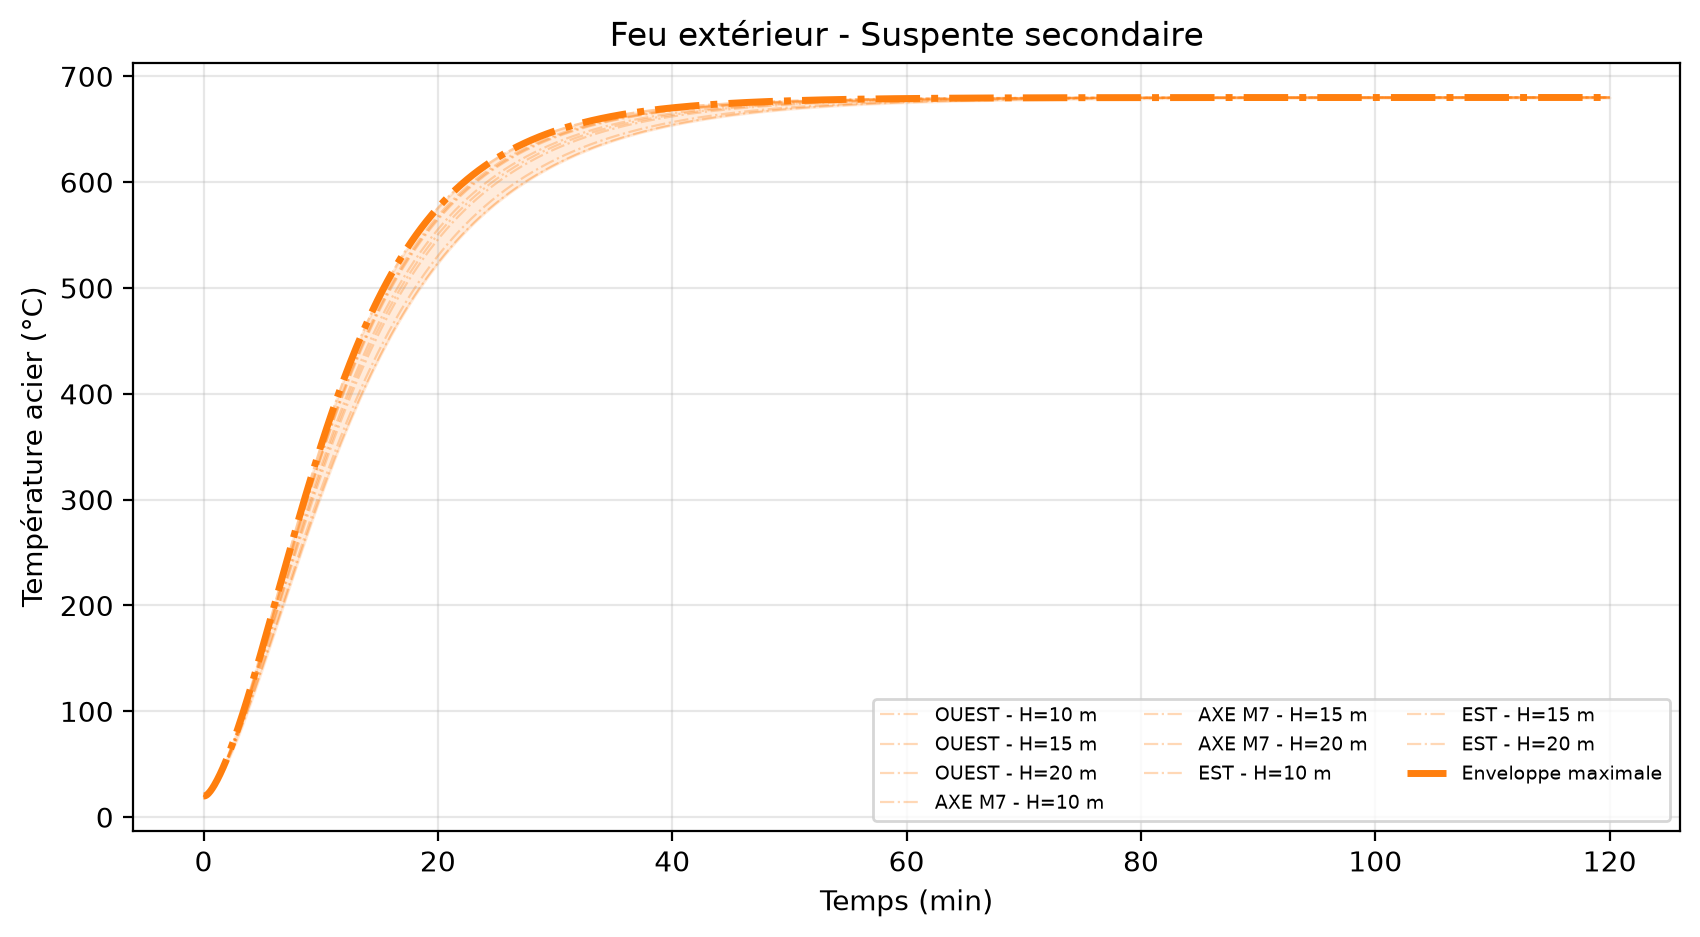 Feu extérieur - Suspente secondaire
Température acier (°C)
700
600
500
400
300
200
100
0
OUEST - H=10 m
OUEST - H=15 m
OUEST - H=20 m
AXE M7 - H=10 m
AXE M7 - H=15 m
AXE M7 - H=20 m
EST - H=10 m
EST - H=15 m
EST - H=20 m
Enveloppe maximale
0 20 40 60 80 100 120
Temps (min)